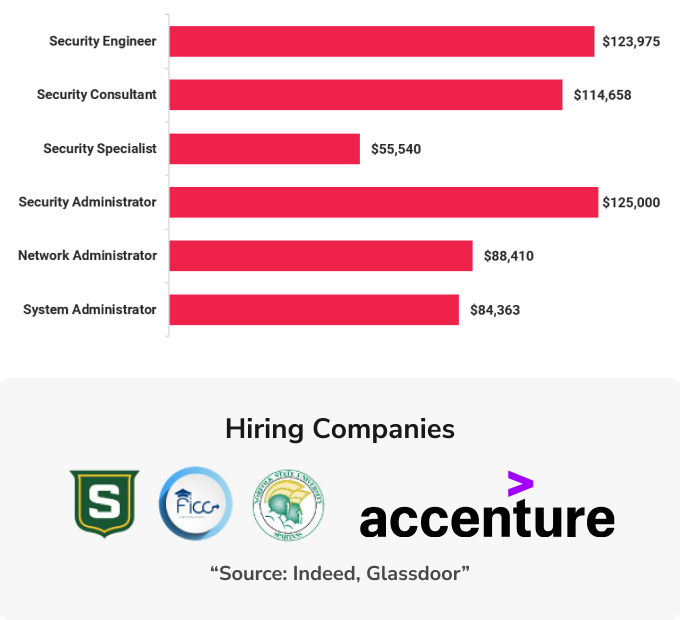 Security Engineer $123,975
Security Consultant $114,658
Security Specialist $55,540
Security Administrator $125,000
Network Administrator $88,410
System Administrator $84,363
Hiring Companies
S
Ficc
NORFOLK STATE UNIVERSITY
SPARTANS
>
accenture
“Source: Indeed, Glassdoor”